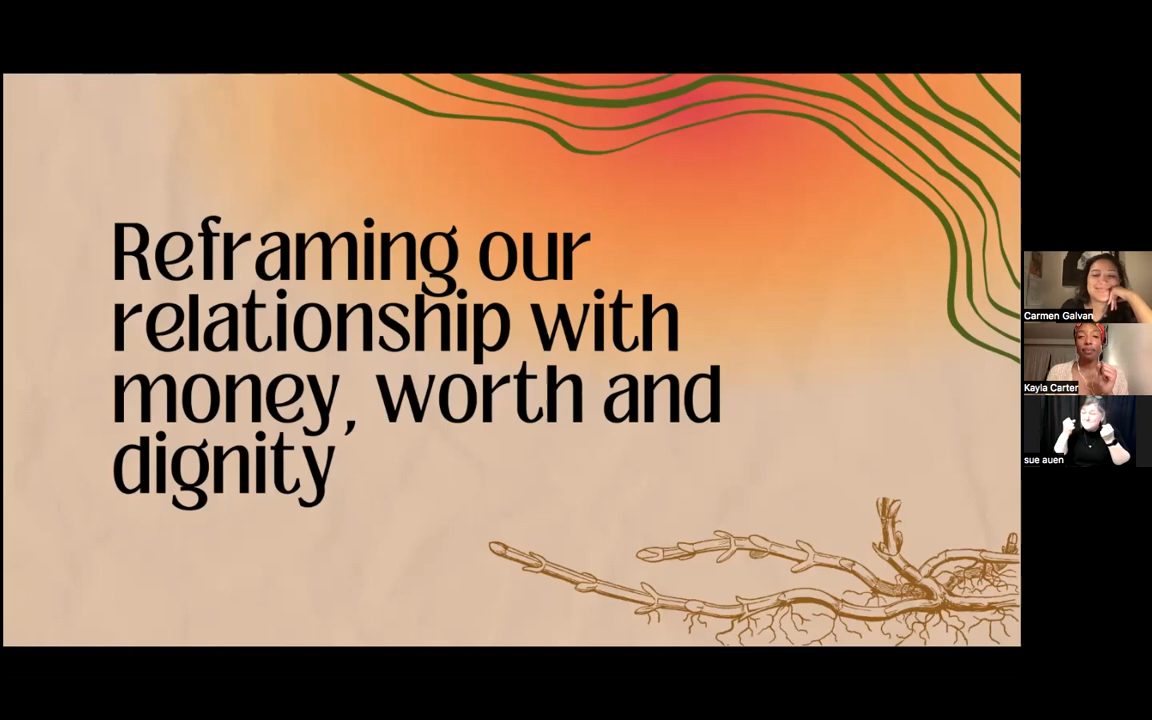 Reframing our
relationship with
money, worth and
dignity
Carmen Galvan
Kayla Carter
sue auen